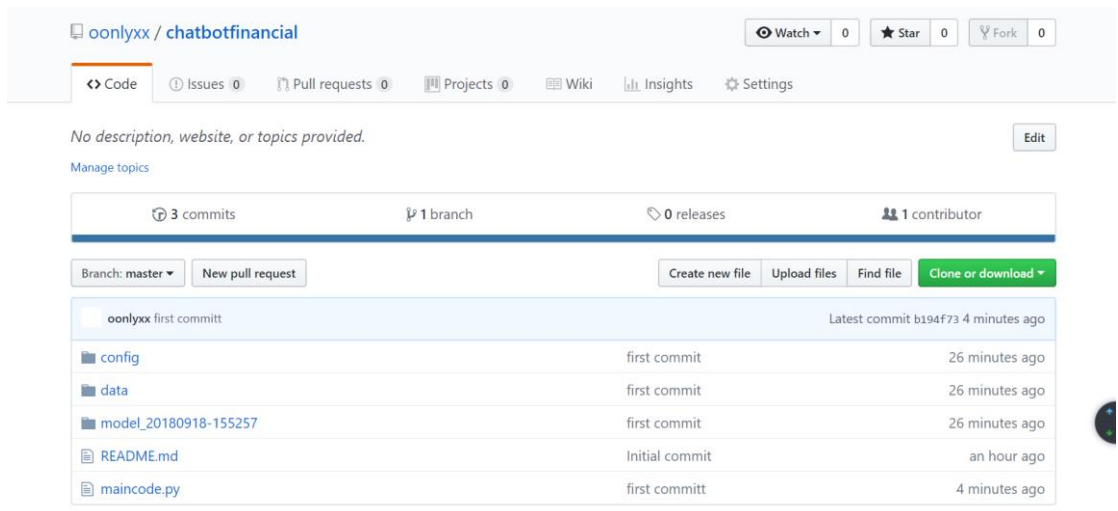 oonlyxx / chatbotfinancial Watch 0 Star 0 Fork 0
Code Issues 0 Pull requests 0 Projects 0 Wiki Insights Settings
No description, website, or topics provided. Edit
Manage topics
3 commits 1 branch 0 releases 1 contributor
Branch: master New pull request Create new file Upload files Find file Clone or download
oonlyxx first committ Latest commit b194f73 4 minutes ago
config first commit 26 minutes ago
data first commit 26 minutes ago
model_20180918-155257 first commit 26 minutes ago
README.md Initial commit an hour ago
maincode.py first committ 4 minutes ago